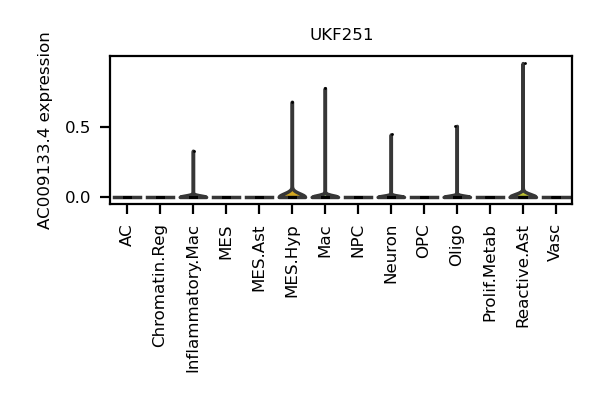 UKF251
AC009133.4 expression
0.5
0.0
AC
Chromatin.Reg
Inflammatory.Mac
MES
MES.Ast
MES.Hyp
Mac
NPC
Neuron
OPC
Oligo
Prolif.Metab
Reactive.Ast
Vasc